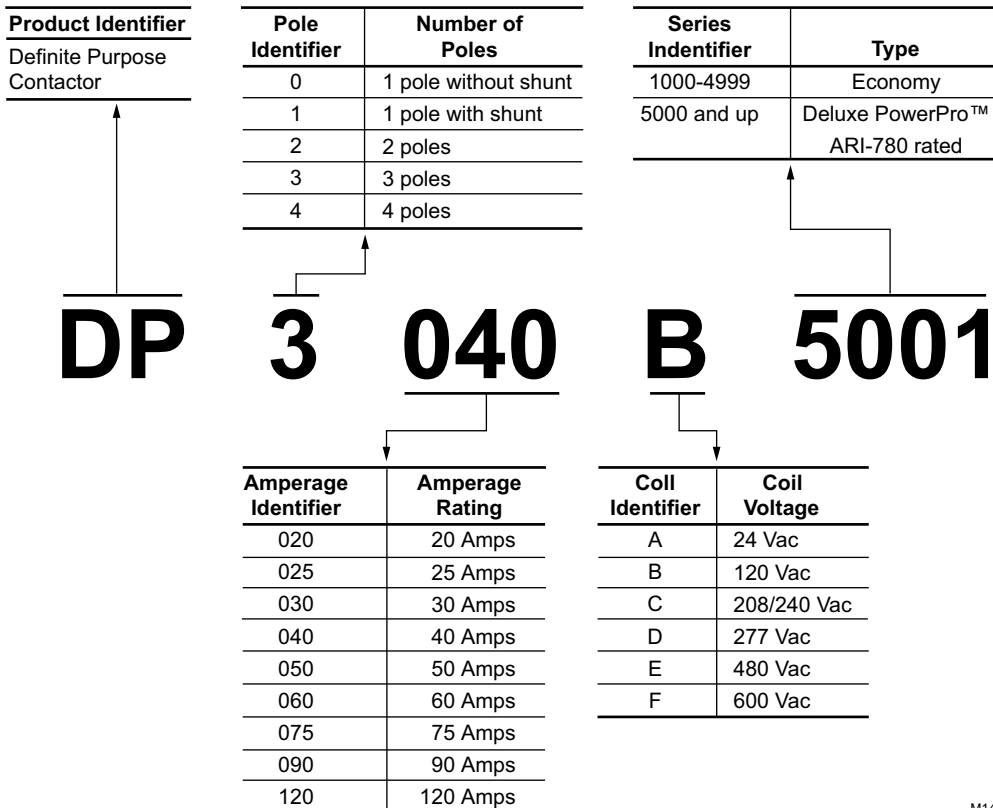 Product Identifier
Definite Purpose
Contactor
Pole
Identifier
Number of
Poles
0 1 pole without shunt
1 1 pole with shunt
2 2 poles
3 3 poles
4 4 poles
Series
Indentifier
Type
1000-4999 Economy
5000 and up Deluxe PowerPro™
ARI-780 rated
DP 3 040 B 5001
Amperage
Identifier
Amperage
Rating
020 20 Amps
025 25 Amps
030 30 Amps
040 40 Amps
050 50 Amps
060 60 Amps
075 75 Amps
090 90 Amps
120 120 Amps
Coll
Identifier
Coil
Voltage
A 24 Vac
B 120 Vac
C 208/240 Vac
D 277 Vac
E 480 Vac
F 600 Vac